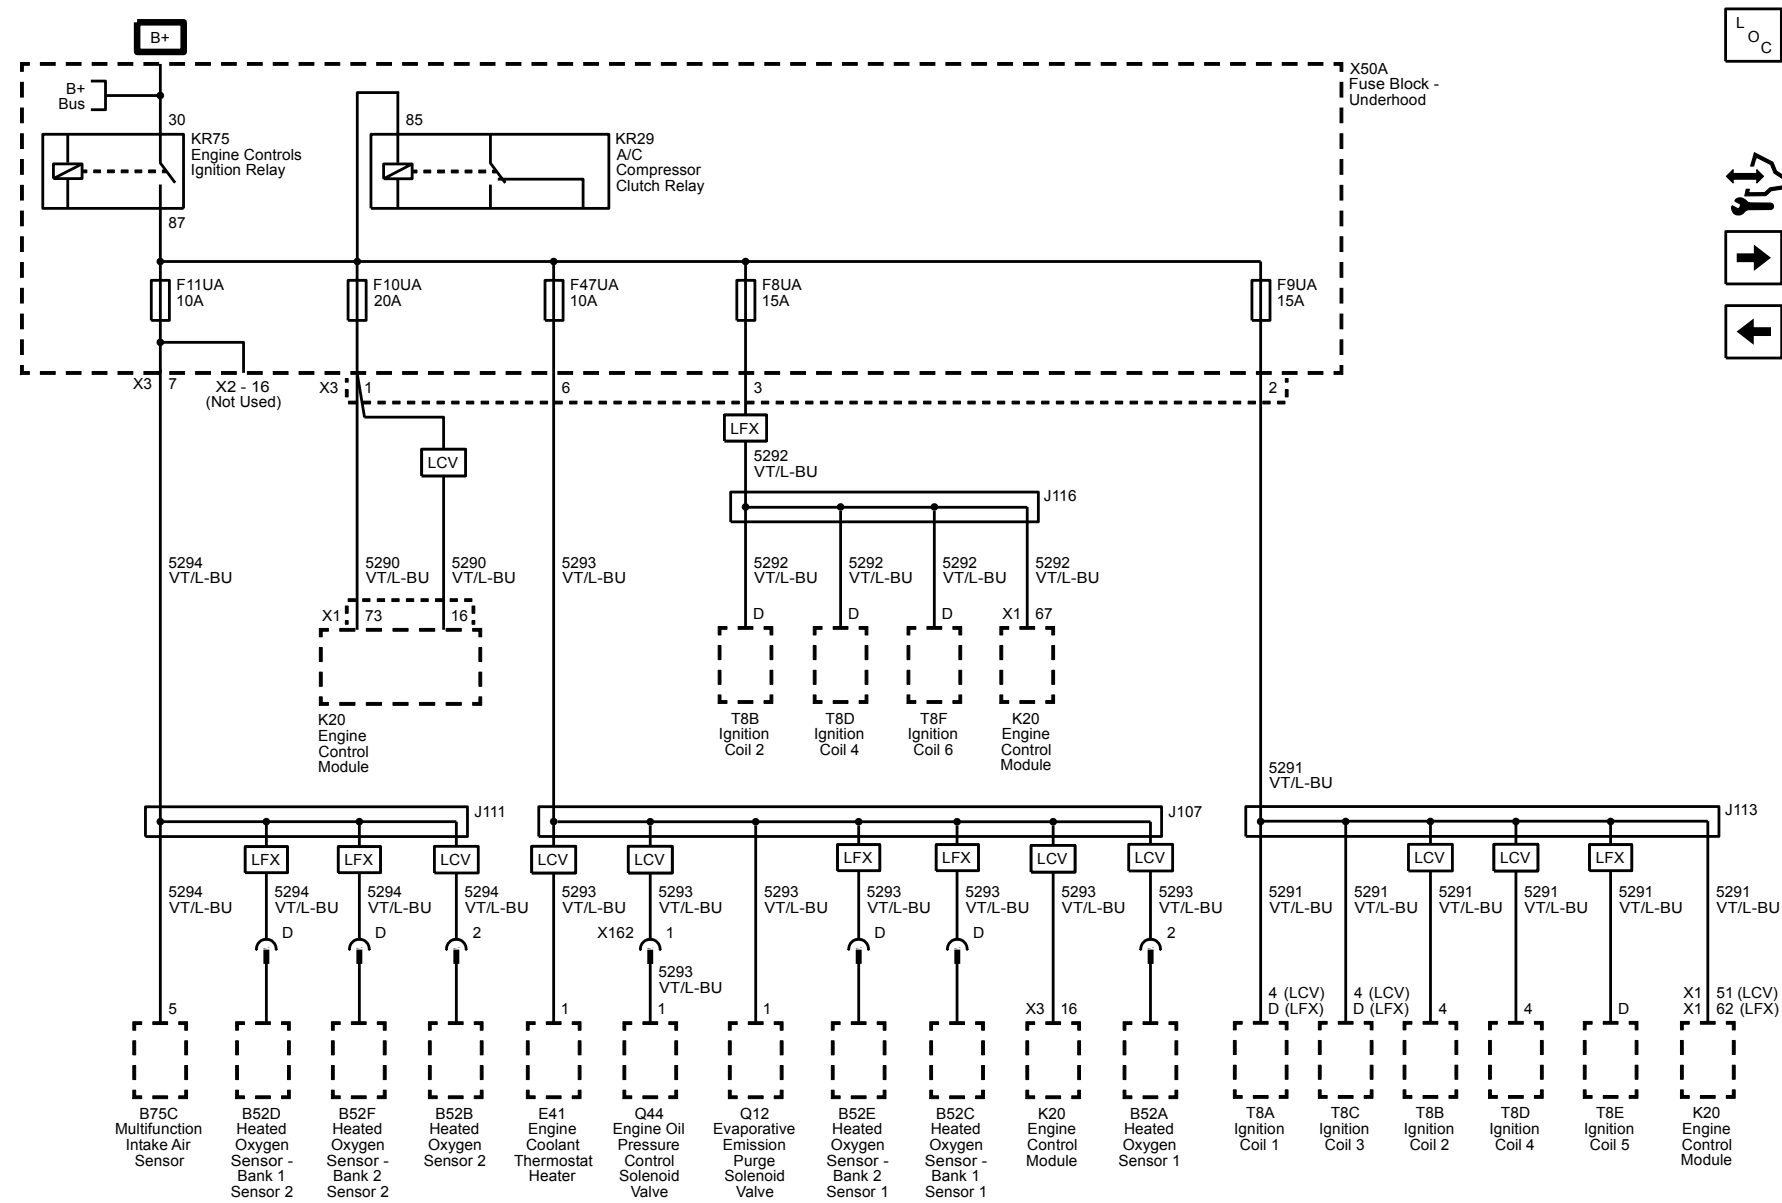 B+
L
O
C
X50A
Fuse Block -
Underhood
B+
Bus
30
KR75
Engine Controls
Ignition Relay
87
85
KR29
A/C
Compressor
Clutch Relay
F11UA
10A
F10UA
20A
F47UA
10A
F8UA
15A
F9UA
15A
X3 7
X2 - 16
(Not Used)
X3 1
6
3
2
LFX
LCV
5292
VT/L-BU
J116
5294
VT/L-BU
5290
VT/L-BU
5290
VT/L-BU
5293
VT/L-BU
5292
VT/L-BU
5292
VT/L-BU
5292
VT/L-BU
5292
VT/L-BU
X1 73
16
D
D
D
X1 67
K20
Engine
Control
Module
T8B
Ignition
Coil 2
T8D
Ignition
Coil 4
T8F
Ignition
Coil 6
K20
Engine
Control
Module
5291
VT/L-BU
J111
J107
J113
LFX
LFX
LCV
LCV
LCV
LFX
LFX
LCV
LCV
LCV
LCV
LFX
5294
VT/L-BU
5294
VT/L-BU
5294
VT/L-BU
5294
VT/L-BU
5293
VT/L-BU
5293
VT/L-BU
5293
VT/L-BU
5293
VT/L-BU
5293
VT/L-BU
5293
VT/L-BU
5293
VT/L-BU
5291
VT/L-BU
5291
VT/L-BU
5291
VT/L-BU
5291
VT/L-BU
5291
VT/L-BU
5291
VT/L-BU
D
D
2
X162 1
D
D
2
5293
VT/L-BU
5
1
1
1
X3 16
4 (LCV)
D (LFX)
4 (LCV)
D (LFX)
4
4
D
X1 51 (LCV)
X1 62 (LFX)
B75C
Multifunction
Intake Air
Sensor
B52D
Heated
Oxygen
Sensor -
Bank 1
Sensor 2
B52F
Heated
Oxygen
Sensor -
Bank 2
Sensor 2
B52B
Heated
Oxygen
Sensor 2
E41
Engine
Coolant
Thermostat
Heater
Q44
Engine Oil
Pressure
Control
Solenoid
Valve
Q12
Evaporative
Emission
Purge
Solenoid
Valve
B52E
Heated
Oxygen
Sensor -
Bank 2
Sensor 1
B52C
Heated
Oxygen
Sensor -
Bank 1
Sensor 1
K20
Engine
Control
Module
B52A
Heated
Oxygen
Sensor 1
T8A
Ignition
Coil 1
T8C
Ignition
Coil 3
T8B
Ignition
Coil 2
T8D
Ignition
Coil 4
T8E
Ignition
Coil 5
K20
Engine
Control
Module